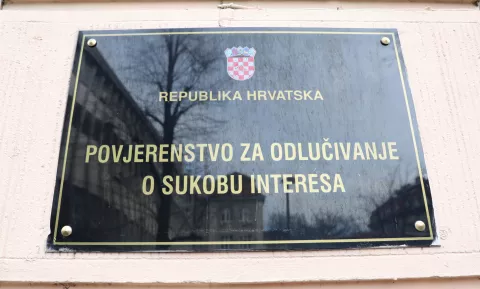 REPUBLIKA HRVATSKA
POVJERENSTVO ZA ODLUČIVANJE
O SUKOBU INTERESA